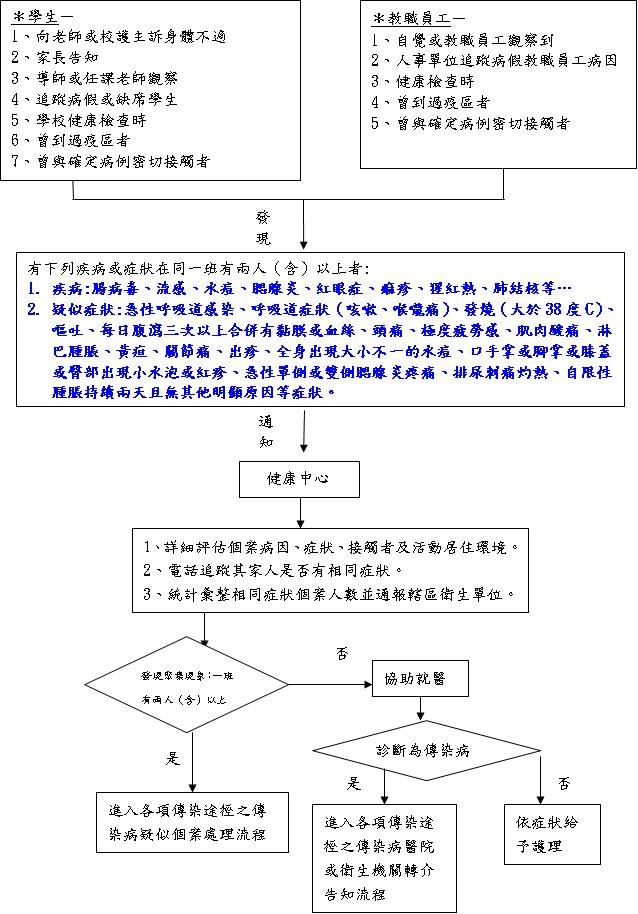 ＊學生－
1、向老師或校護主訴身體不適
2、家長告知
3、導師或任課老師觀察
4、追蹤病假或缺席學生
5、學校健康檢查時
6、曾到過疫區者
7、曾與確定病例密切接觸者
＊教職員工－
1、自覺或教職員工觀察到
2、人事單位追蹤病假教職員工病因
3、健康檢查時
4、曾到過疫區者
5、曾與確定病例密切接觸者
發
現
有下列疾病或症狀在同一班有兩人（含）以上者:
1. 疾病:腸病毒、流感、水痘、腮腺炎、紅眼症、痲疹、猩紅熱、肺結核等…
2. 疑似症狀:急性呼吸道感染、呼吸道症狀（咳嗽、喉嚨痛）、發燒（大於 38 度 C）、
嘔吐、每日腹瀉三次以上合併有黏膜或血絲、頭痛、極度疲勞感、肌肉酸痛、淋
巴腫脹、黃疸、關節痛、出疹、全身出現大小不一的水痘、口手掌或腳掌或膝蓋
或臀部出現小水泡或紅疹、急性單側或雙側腮腺炎疼痛、排尿刺痛灼熱、自限性
腫脹持續兩天且無其他明顯原因等症狀。
通
知
健康中心
1、詳細評估個案病因、症狀、接觸者及活動居住環境。
2、電話追蹤其家人是否有相同症狀。
3、統計彙整相同症狀個案人數並通報轄區衛生單位。
發現聚集現象:一班
有兩人（含）以上
否
協助就醫
是
診斷為傳染病
是
否
進入各項傳染途徑之傳
染病疑似個案處理流程
進入各項傳染途
徑之傳染病醫院
或衛生機關轉介
告知流程
依症狀給
予護理